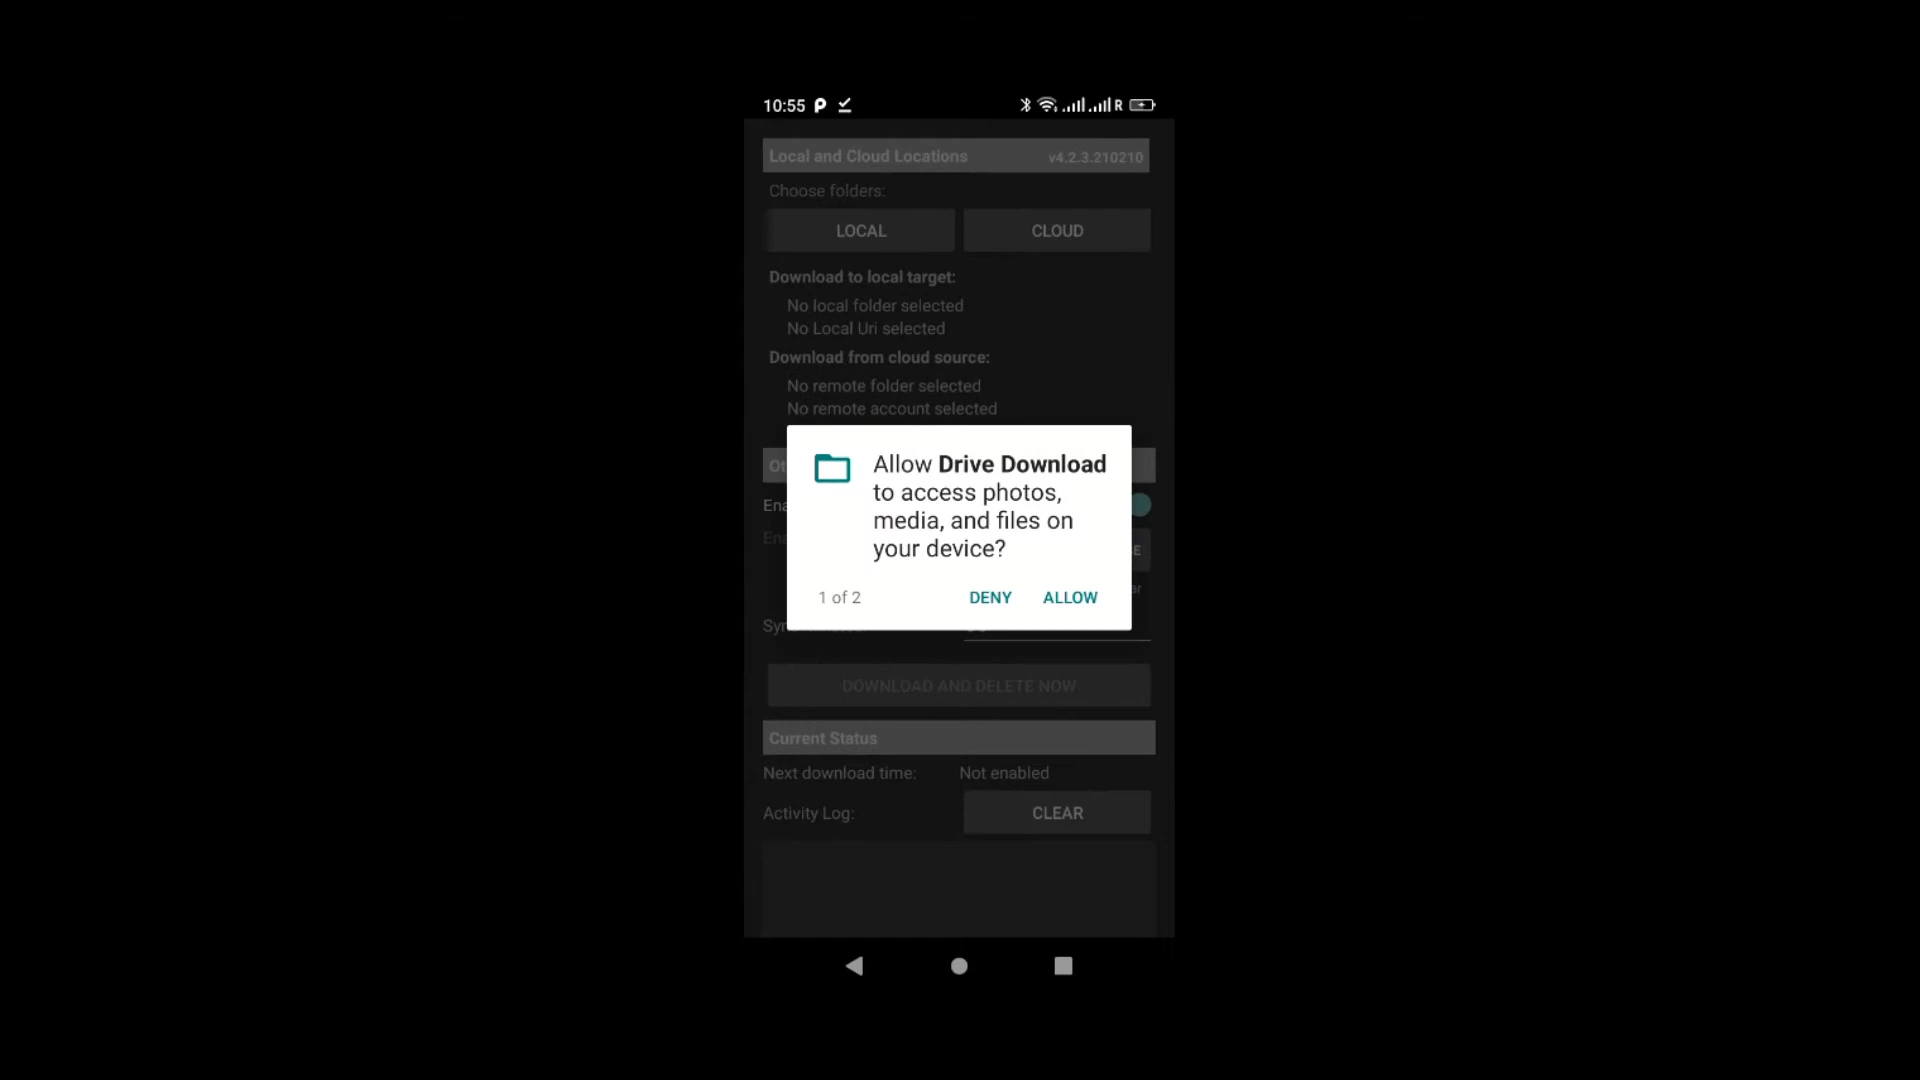 10:55
R
Local and Cloud Locations v4.2.3.210210
Choose folders:
LOCAL CLOUD
Download to local target:
No local folder selected
No Local Uri selected
Download from cloud source:
No remote folder selected
No remote account selected
Allow Drive Download
to access photos,
media, and files on
your device?
1 of 2 DENY ALLOW
DOWNLOAD AND DELETE NOW
Current Status
Next download time: Not enabled
Activity Log: CLEAR